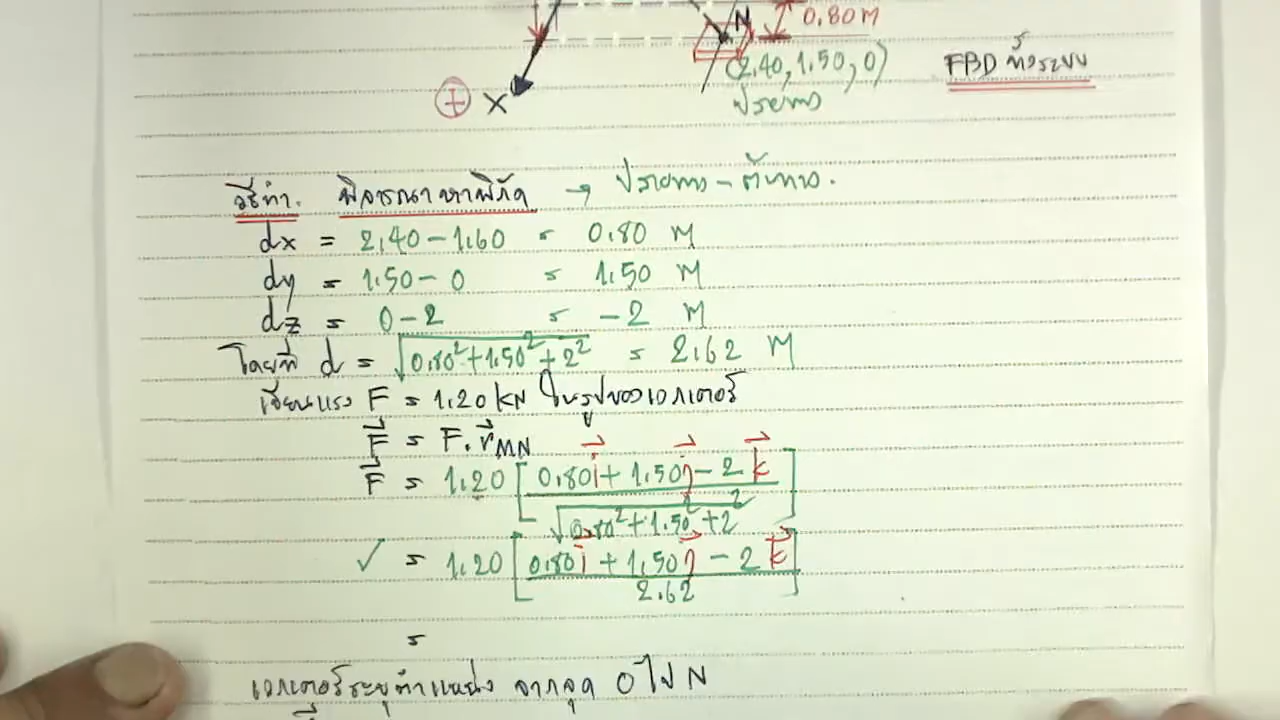 N 0.80M
(2.40, 1.50, 0)
FBD ทั้งระบบ
+ X ปลายทาง
วิธีทำ. พิจารณาหาพิกัด → ปลายทาง - ต้นทาง.
dx = 2.40 - 1.60 = 0.80 M
dy = 1.50 - 0 = 1.50 M
dz = 0 - 2 = -2 M
โดยที่ d = √0.80²+1.50²+2² = 2.62 M
เขียนแรง F = 1.20 kN ในรูปของเวกเตอร์
F⃗ = F. r⃗MN
F⃗ = 1.20 [ 0.80i⃗ + 1.50j⃗ - 2 k⃗ ]
√0.80²+1.50²+2²
✓ = 1.20 [ 0.80i⃗ + 1.50j⃗ - 2 k⃗ ]
2.62
=
เวกเตอร์ระบุตำแหน่ง จากจุด O ไป N